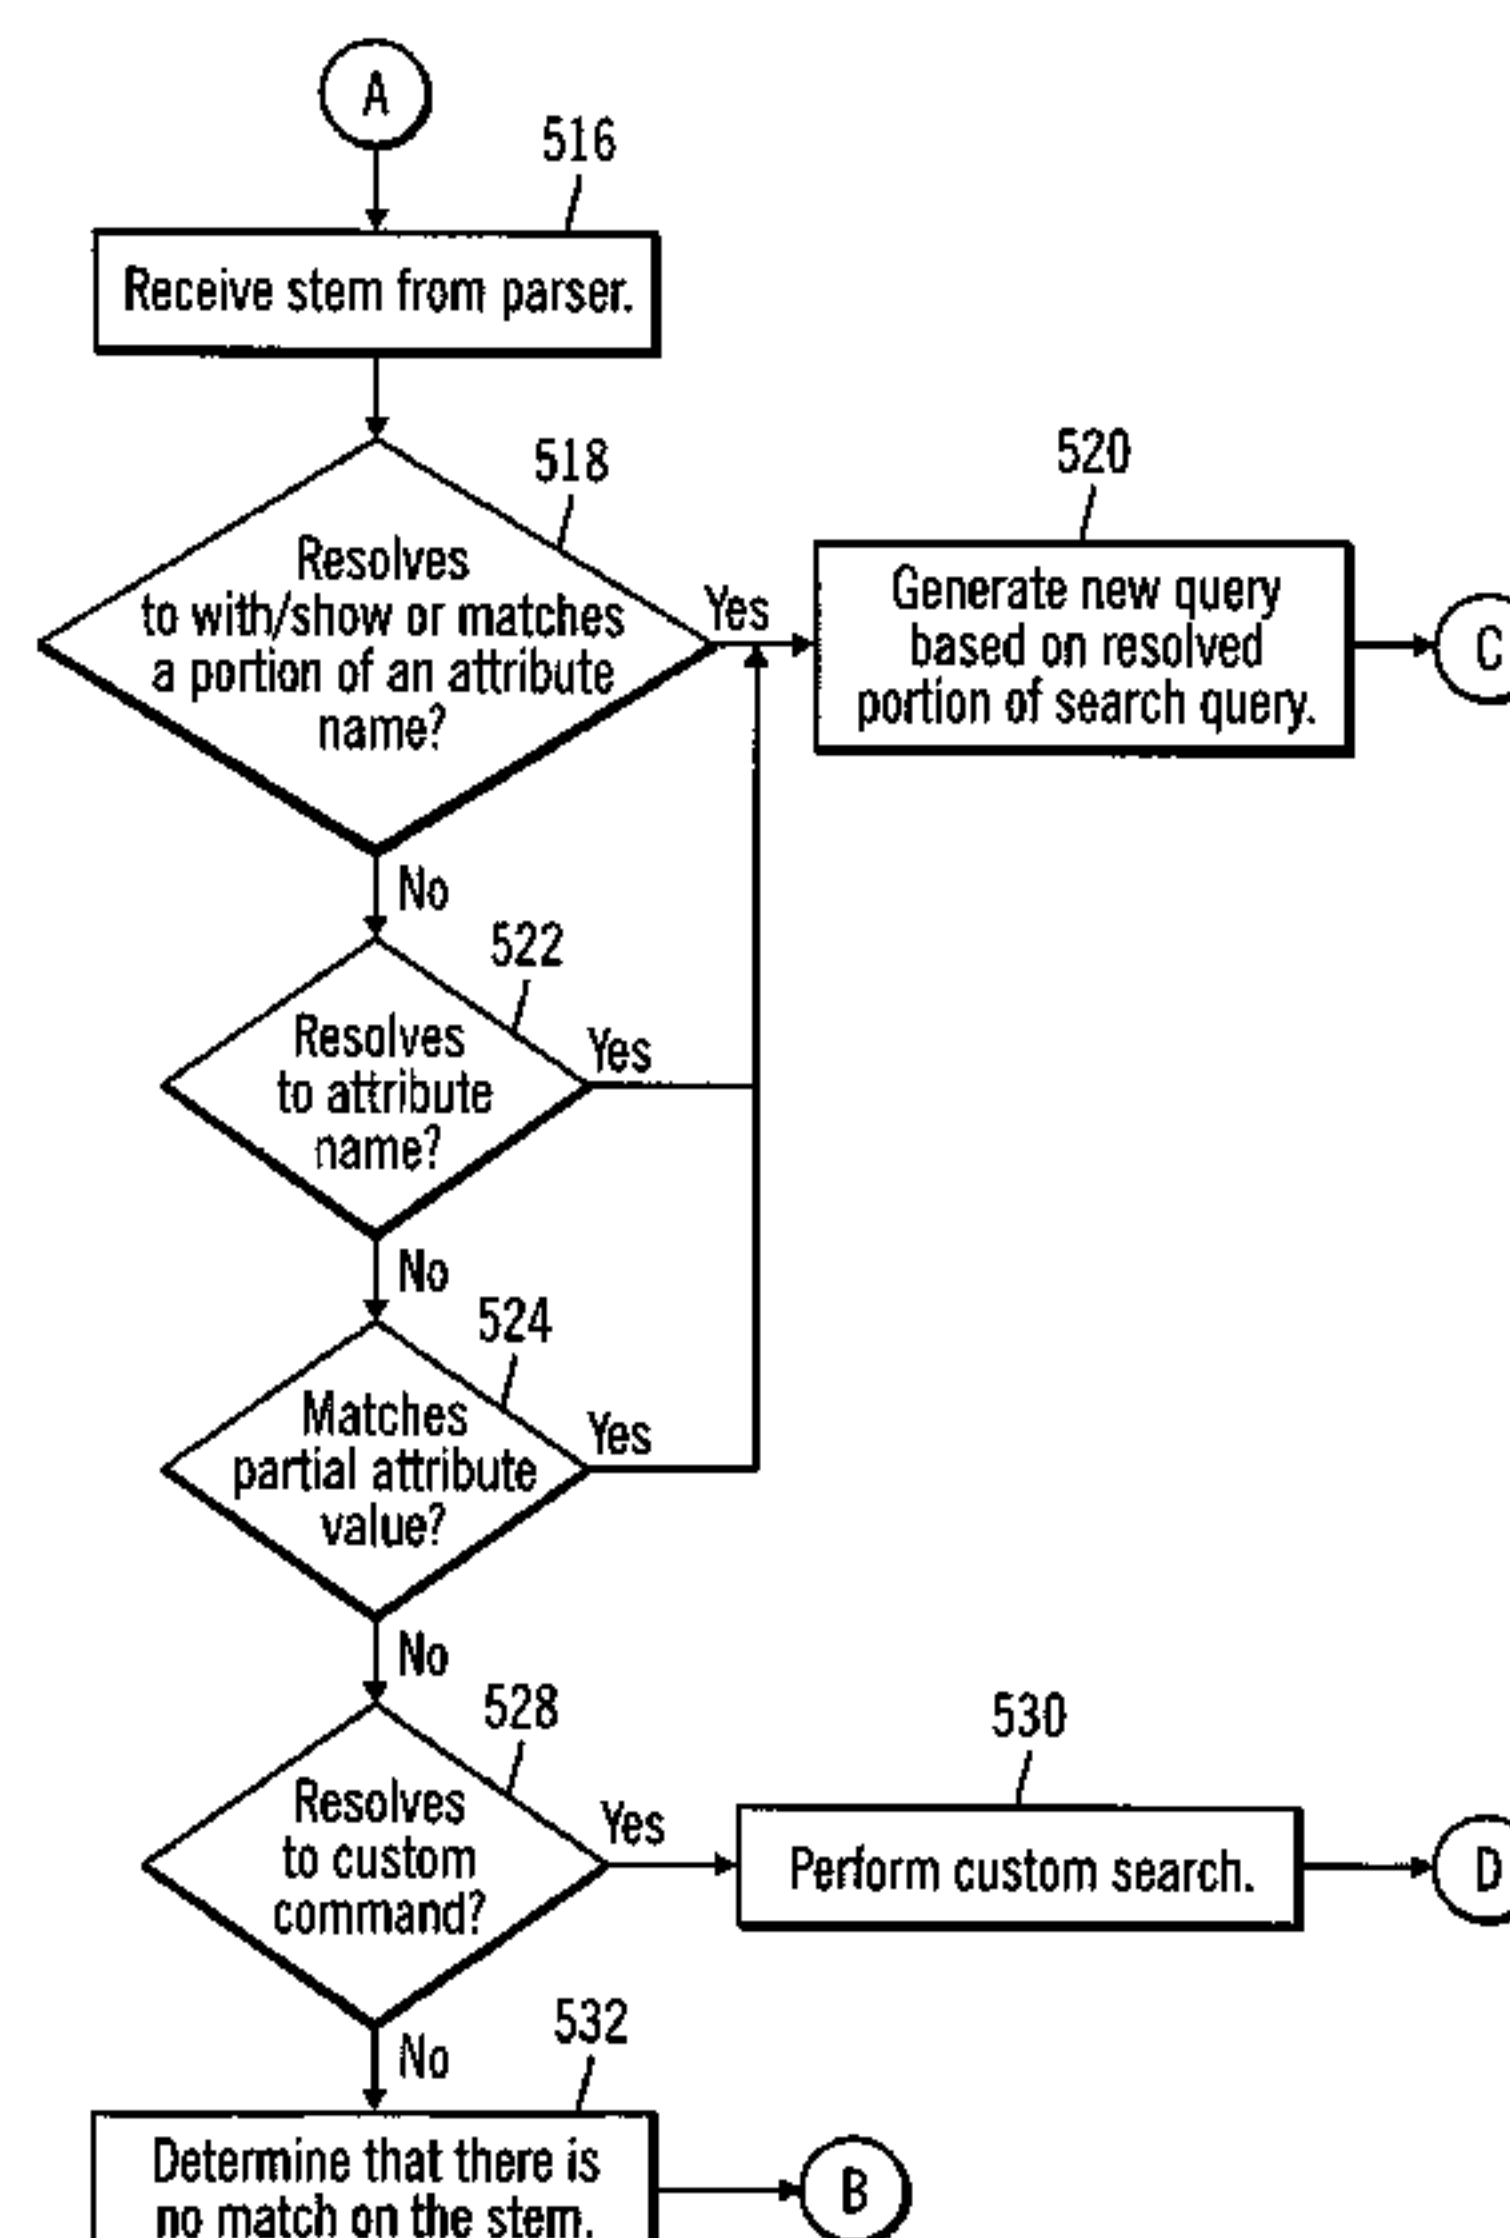 A
516
Receive stem from parser.
518
Resolves
to with/show or matches
a portion of an attribute
name?
Yes
520
Generate new query
based on resolved
portion of search query.
C
No
522
Resolves
to attribute
name?
Yes
No
524
Matches
partial attribute
value?
Yes
No
528
Resolves
to custom
command?
Yes
530
Perform custom search.
D
No
532
Determine that there is
no match on the stem.
B